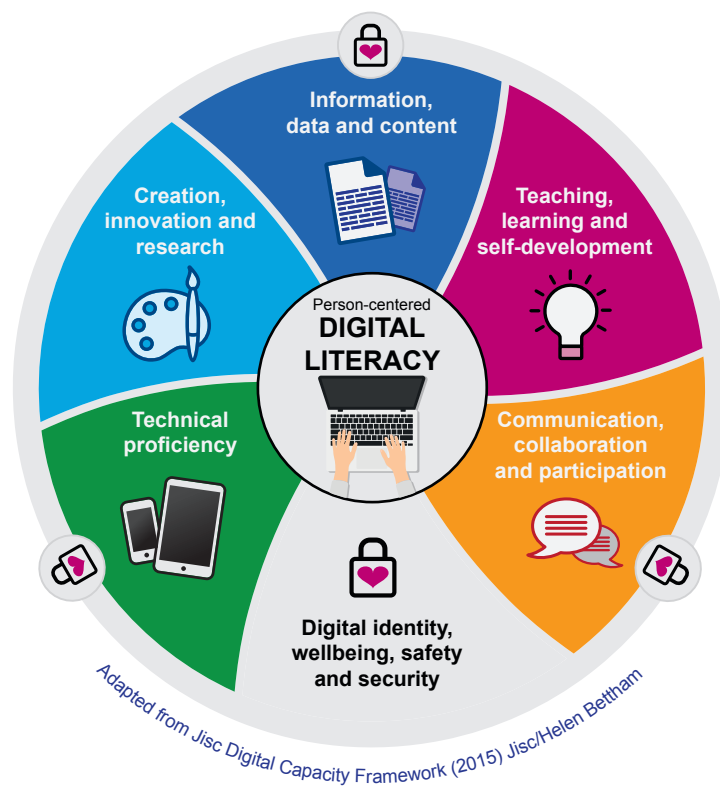 Information,
data and content
Teaching,
learning and
self-development
Communication,
collaboration
and participation
Digital identity,
wellbeing, safety
and security
Technical
proficiency
Creation,
innovation and
research
Person-centered
DIGITAL
LITERACY
Adapted from Jisc Digital Capacity Framework (2015) Jisc/Helen Bettham